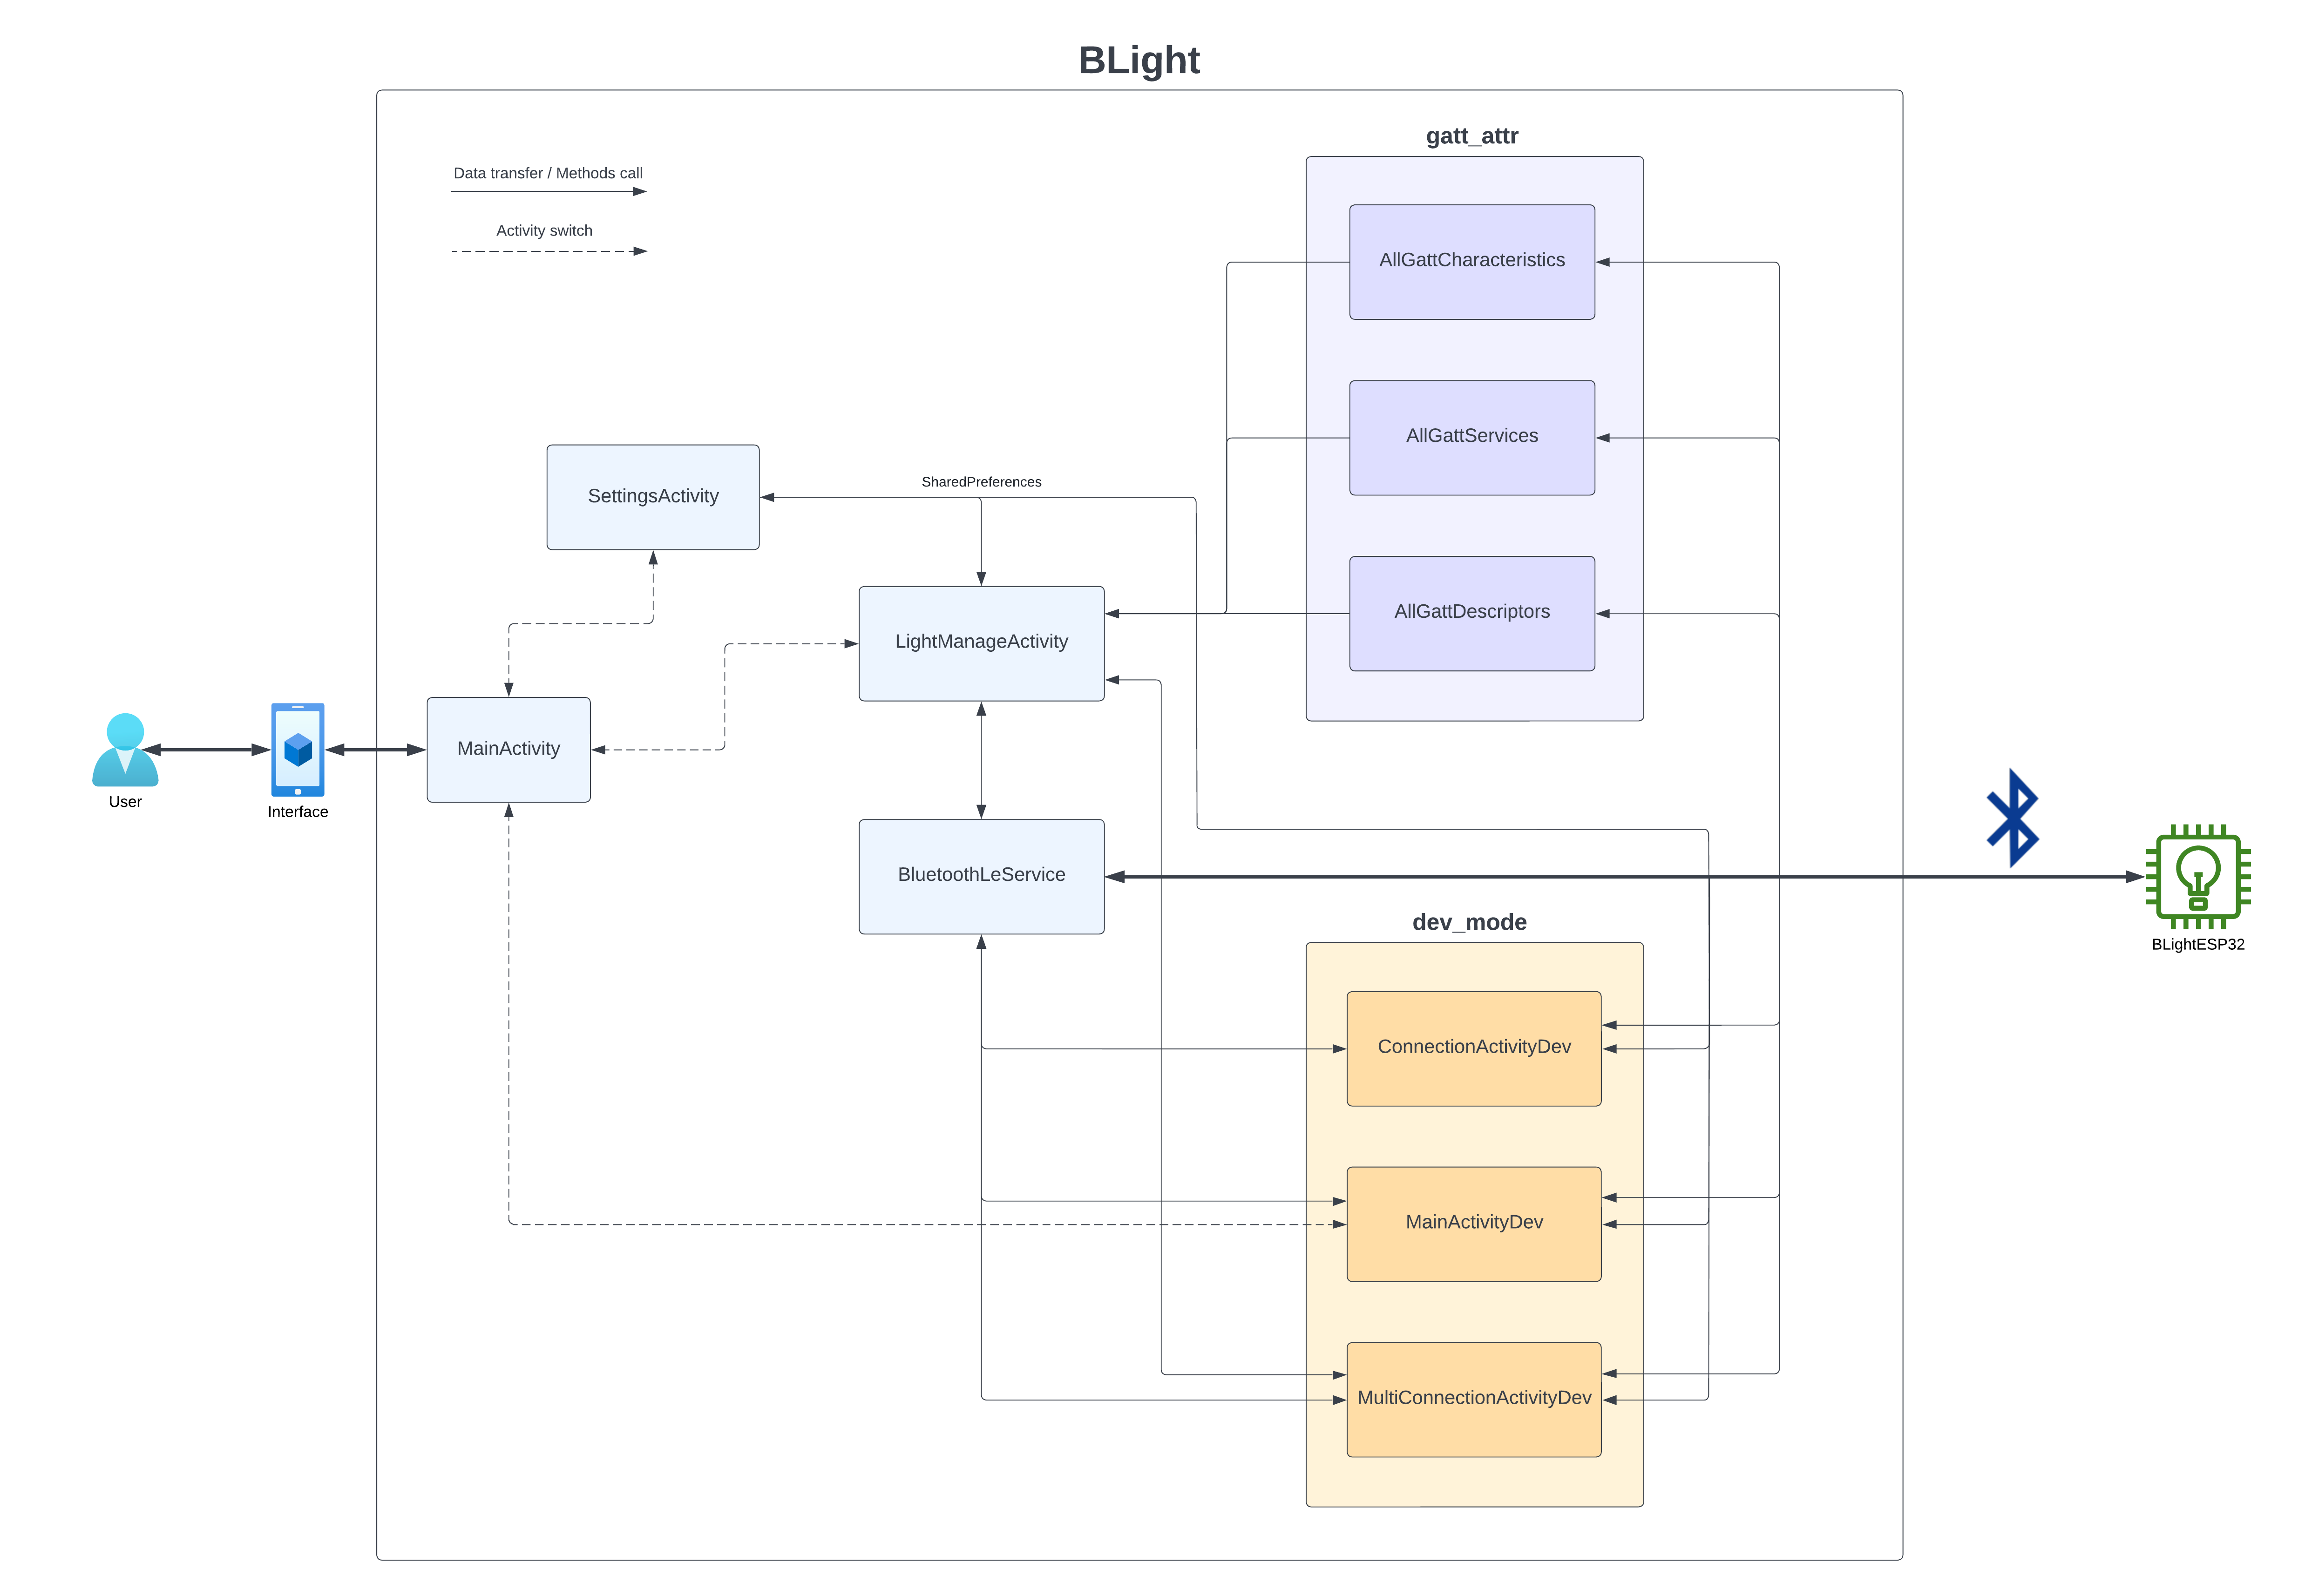 BLight
gatt_attr
Data transfer / Methods call
Activity switch
AllGattCharacteristics
AllGattServices
SharedPreferences
SettingsActivity
AllGattDescriptors
LightManageActivity
MainActivity
User
Interface
BluetoothLeService
dev_mode
BLightESP32
ConnectionActivityDev
MainActivityDev
MultiConnectionActivityDev